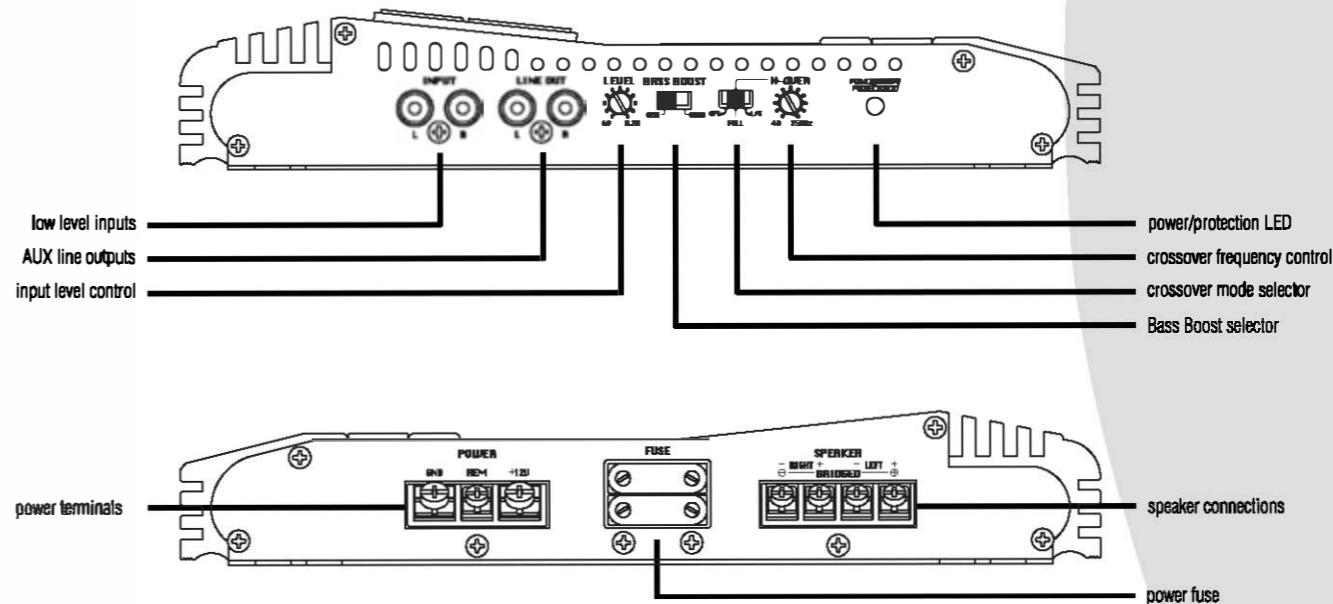 INPUT LINE OUT LEVEL BASS BOOST X-OVER
L R L R FULL 40
low level inputs
AUX line outputs
input level control
power/protection LED
crossover frequency control
crossover mode selector
Bass Boost selector
POWER FUSE SPEAKER
GND REM +12V - RIGHT + - LEFT +
BRIDGED
power terminals
speaker connections
power fuse